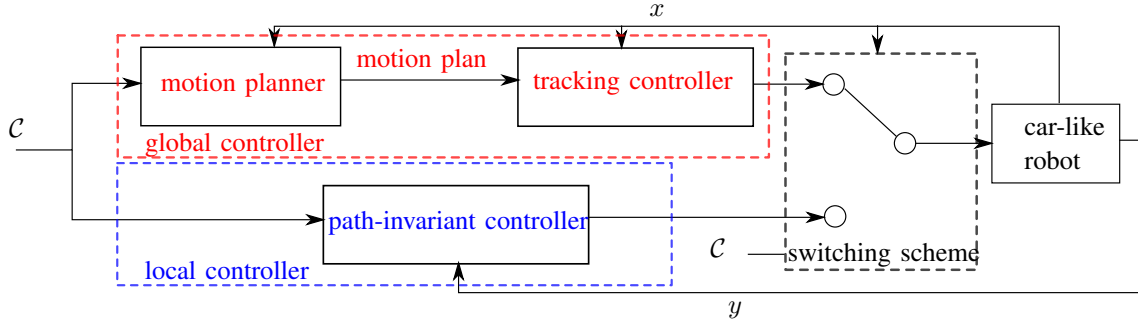 x
motion planner
motion plan
tracking controller
𝒞
global controller
car-like
robot
path-invariant controller
local controller
𝒞
switching scheme
y